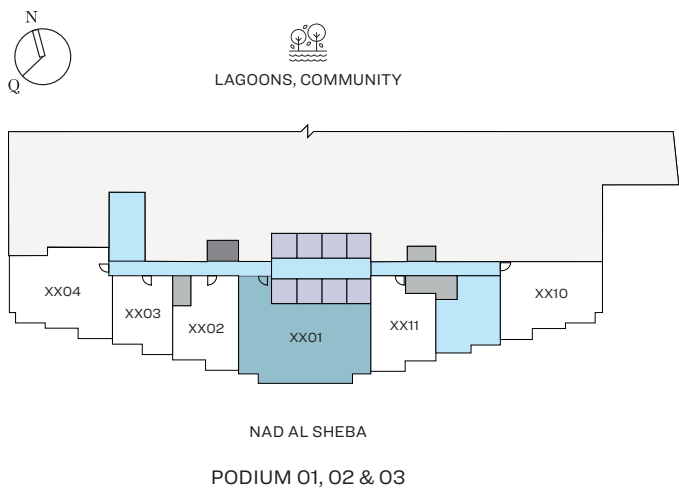 N
Q
LAGOONS, COMMUNITY
XX04
XX03
XX02
XX01
XX11
XX10
NAD AL SHEBA
PODIUM 01, 02 & 03